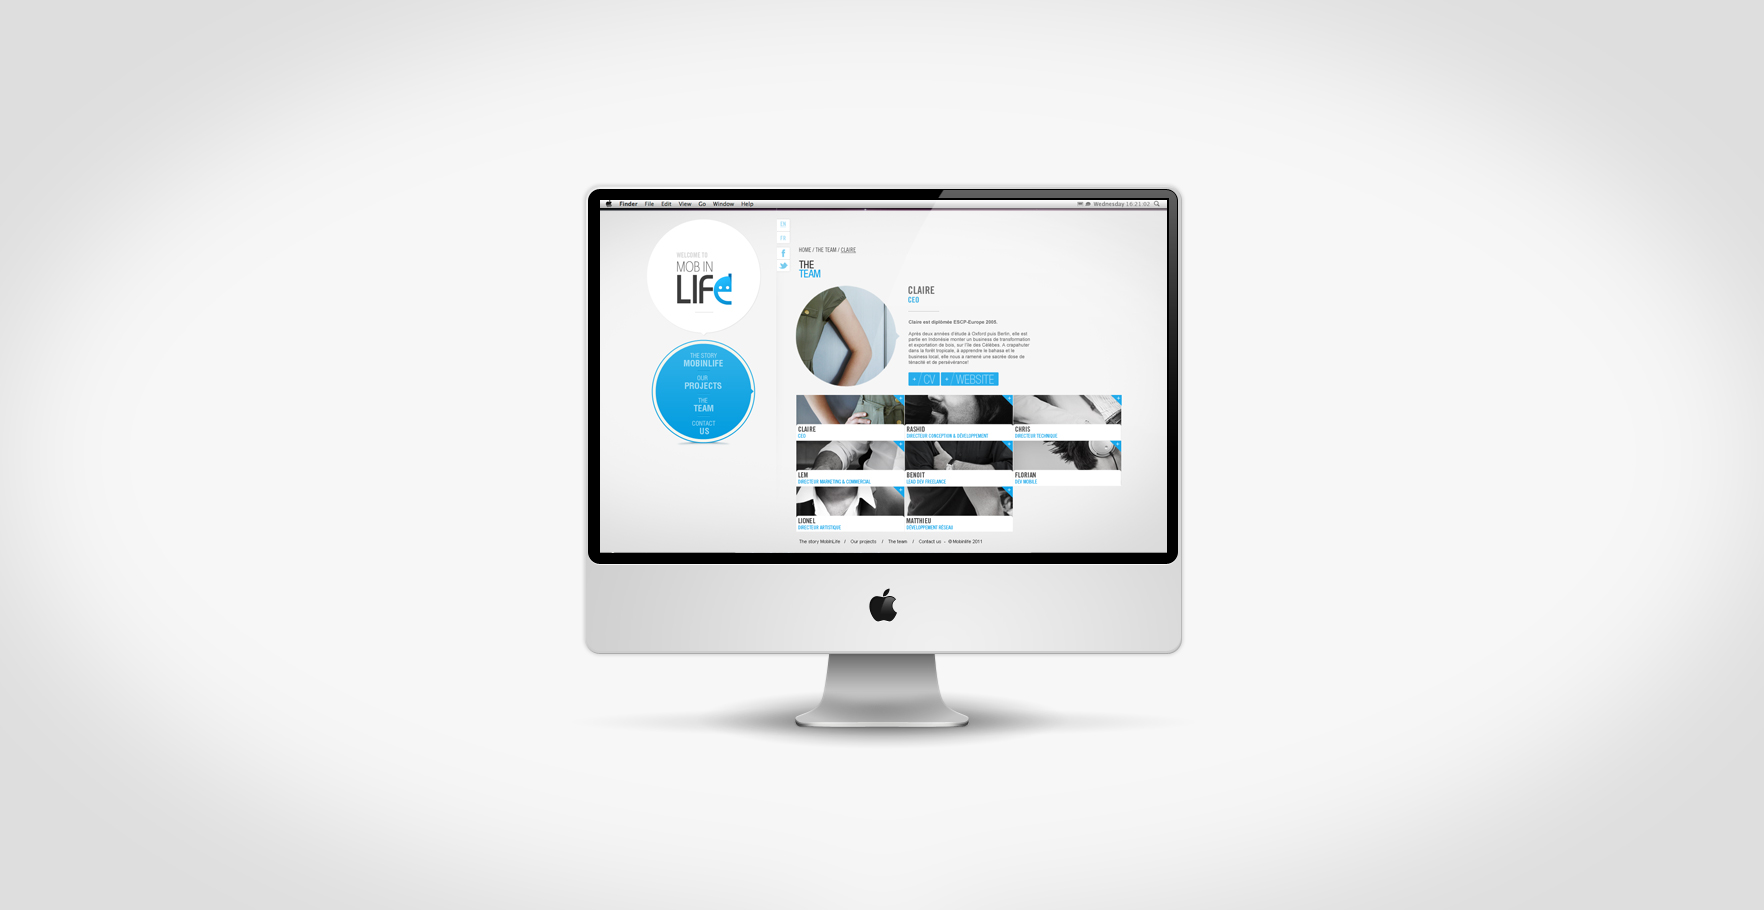 Finder File Edit View Go Window Help
Wednesday 16:21:02
WELCOME TO
MOB IN
LIFe
THE STORY
MOBINLIFE
OUR
PROJECTS
THE
TEAM
CONTACT
US
EN
FR
HOME / THE TEAM / CLAIRE
THE
TEAM
CLAIRE
CEO
Claire est diplômée ESCP-Europe 2005.
Après deux années d'étude à Oxford puis Berlin, elle est
partie en Indonésie monter un business de transformation
et exportation de bois, sur l'île des Célèbes. A crapahuter
dans la forêt tropicale, à apprendre le bahasa et le
business local, elle nous a ramené une sacrée dose de
ténacité et de persévérance!
+ / CV + / WEBSITE
CLAIRE
CEO
RASHID
DIRECTEUR CONCEPTION & DÉVELOPPEMENT
CHRIS
DIRECTEUR TECHNIQUE
LEM
DIRECTEUR MARKETING & COMMERCIAL
BENOIT
LEAD DEV FREELANCE
FLORIAN
DEV MOBILE
LIONEL
DIRECTEUR ARTISTIQUE
MATTHIEU
DÉVELOPPEMENT RÉSEAU
The story MobinLife / Our projects / The team / Contact us - © Mobinlife 2011